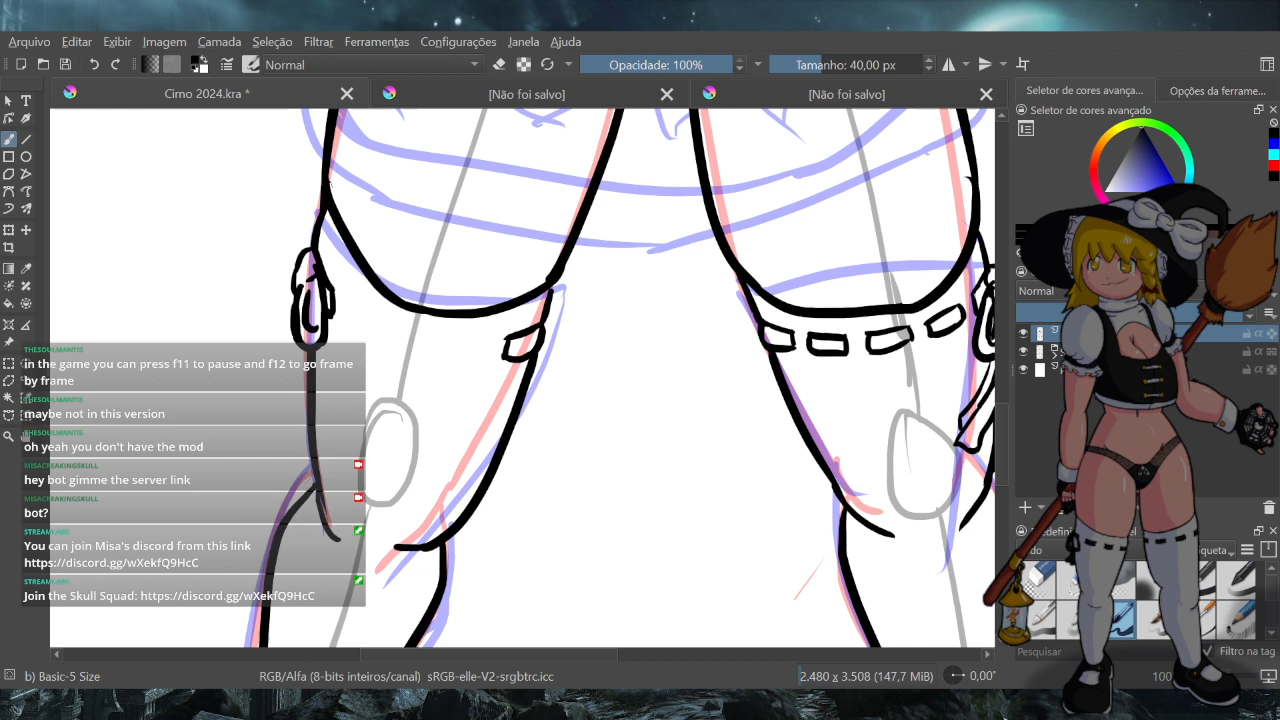 Arquivo Editar Exibir Imagem Camada Seleção Filtrar Ferramentas Configurações Janela Ajuda
Normal Opacidade: 100% Tamanho: 40,00 px
Cirno 2024.kra * [Não foi salvo] [Não foi salvo]
Seletor de cores avança... Opções da ferrame...
Seletor de cores avançado
Normal
THESOULMANTIS
in the game you can press f11 to pause and f12 to go frame
by frame
THESOULMANTIS
maybe not in this version
THESOULMANTIS
oh yeah you don't have the mod
MISACREAKINGSKULL
hey bot gimme the server link
MISACREAKINGSKULL
bot?
You can join Misa's discord from this link
https://discord.gg/wXekfQ9HcC
Join the Skull Squad: https://discord.gg/wXekfQ9HcC
Pesquisar Filtro na tag
b) Basic-5 Size RGB/Alfa (8-bits inteiros/canal) sRGB-elle-V2-srgbtrc.icc 2.480 x 3.508 (147,7 MiB) 0,00°